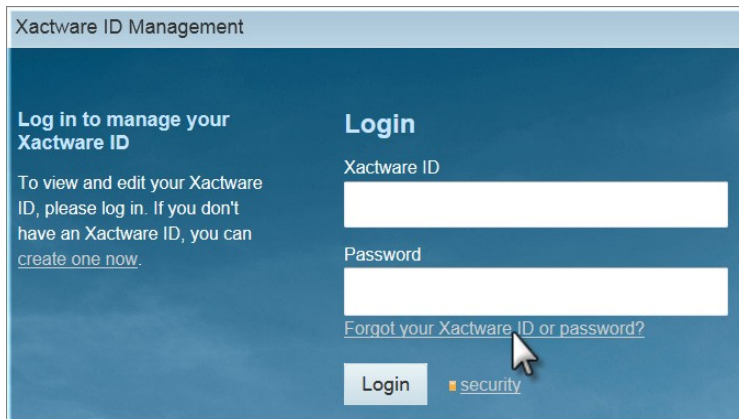 Xactware ID Management
Log in to manage your
Xactware ID
To view and edit your Xactware
ID, please log in. If you don't
have an Xactware ID, you can
create one now.
Login
Xactware ID
Password
Forgot your Xactware ID or password?
Login
security